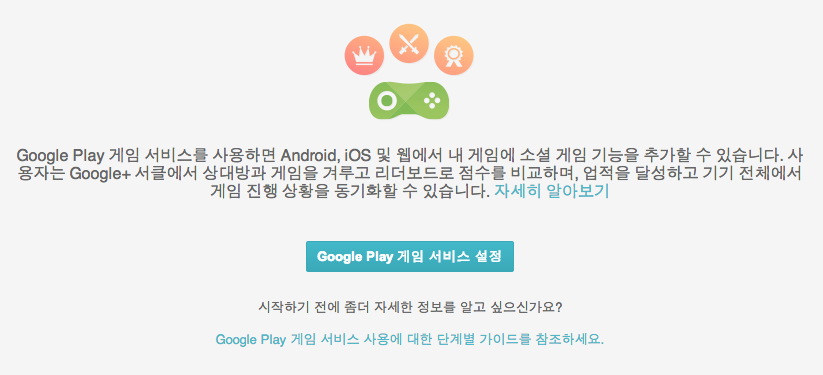 Google Play 게임 서비스를 사용하면 Android, iOS 및 웹에서 내 게임에 소셜 게임 기능을 추가할 수 있습니다. 사
용자는 Google+ 서클에서 상대방과 게임을 겨루고 리더보드로 점수를 비교하며, 업적을 달성하고 기기 전체에서
게임 진행 상황을 동기화할 수 있습니다. 자세히 알아보기
Google Play 게임 서비스 설정
시작하기 전에 좀더 자세한 정보를 알고 싶으신가요?
Google Play 게임 서비스 사용에 대한 단계별 가이드를 참조하세요.